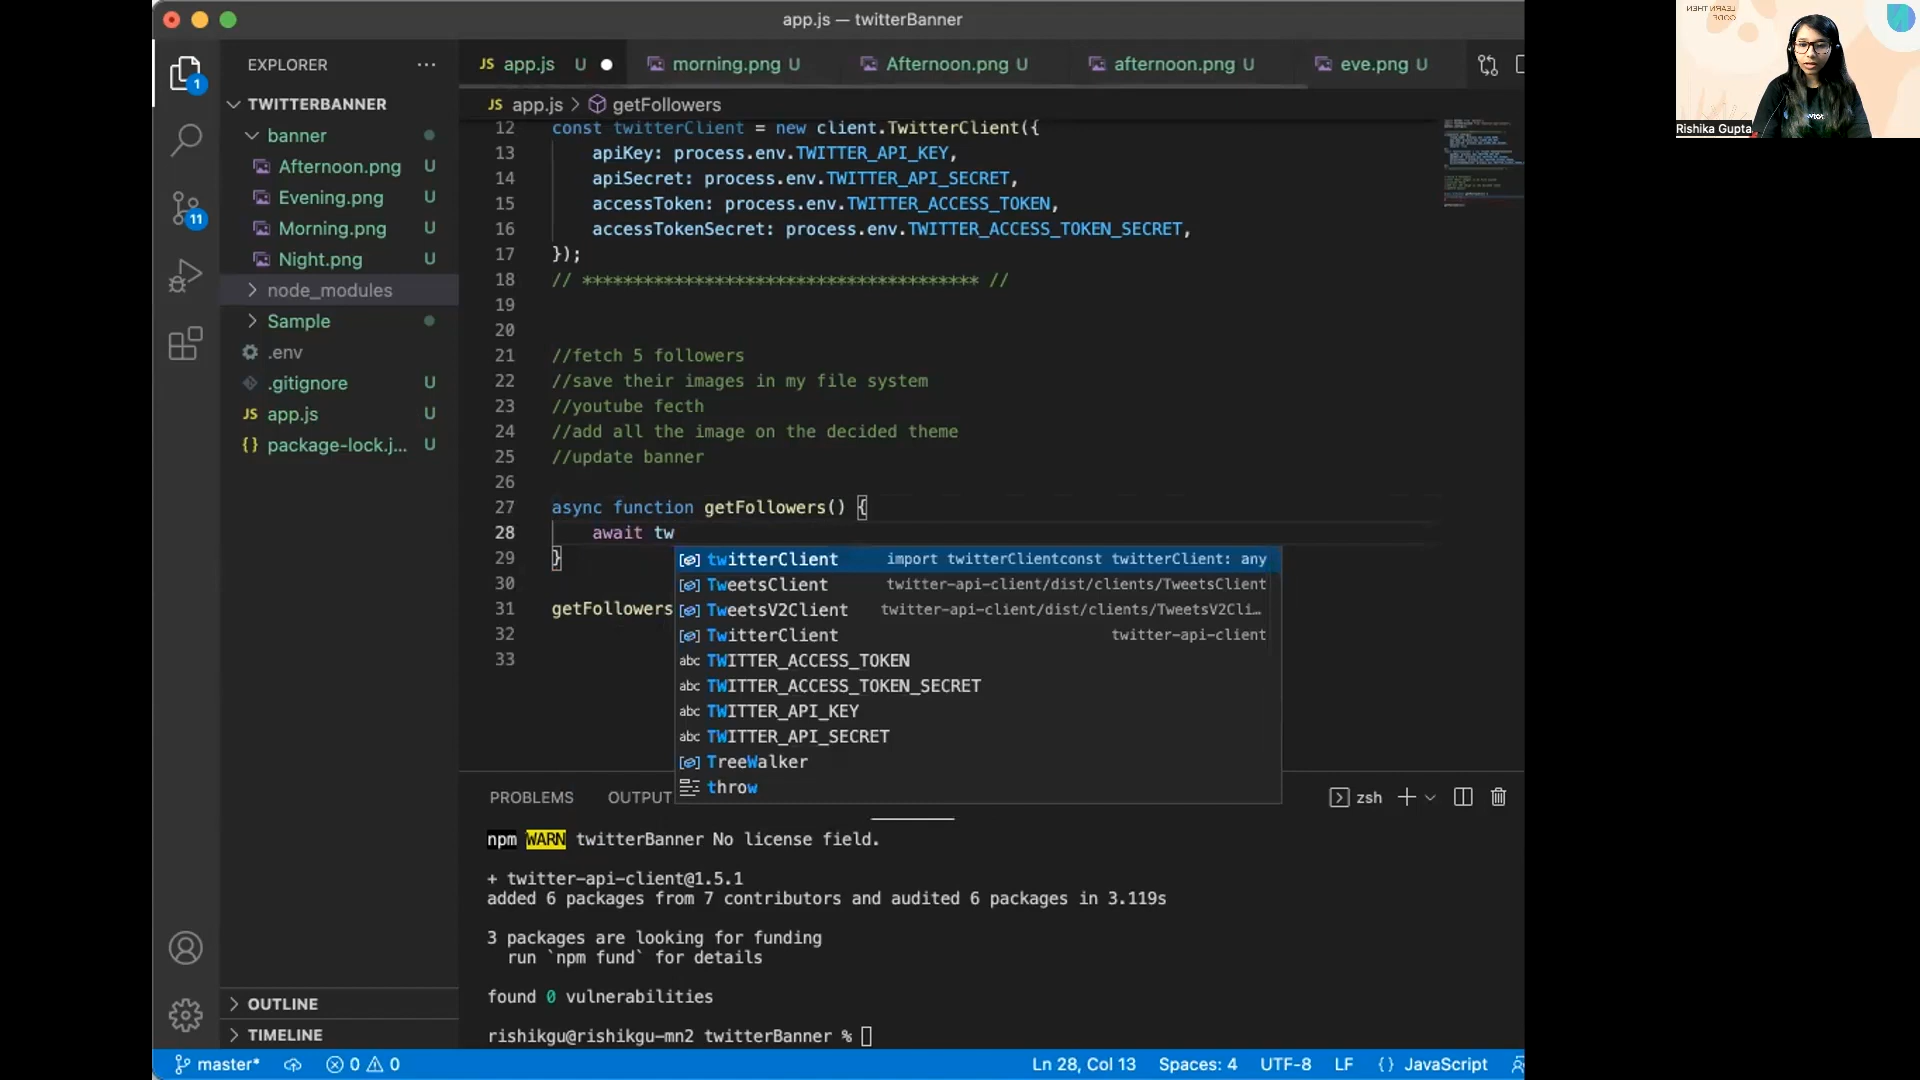 app.js — twitterBanner
LEARN THEN
CODE
Rishika Gupta
EXPLORER
JS app.js U
morning.png U
Afternoon.png U
afternoon.png U
eve.png U
1
TWITTERBANNER
JS app.js > getFollowers
banner
Afternoon.png U
Evening.png U
Morning.png U
Night.png U
node_modules
Sample
.env
.gitignore U
JS app.js U
{} package-lock.j... U
11
12 const twitterClient = new client.TwitterClient({
13 apiKey: process.env.TWITTER_API_KEY,
14 apiSecret: process.env.TWITTER_API_SECRET,
15 accessToken: process.env.TWITTER_ACCESS_TOKEN,
16 accessTokenSecret: process.env.TWITTER_ACCESS_TOKEN_SECRET,
17 });
18 // *************************************** //
19
20
21 //fetch 5 followers
22 //save their images in my file system
23 //youtube fecth
24 //add all the image on the decided theme
25 //update banner
26
27 async function getFollowers() {
28 await tw
29 }
30
31 getFollowers
32
33
twitterClient import twitterClientconst twitterClient: any
TweetsClient twitter-api-client/dist/clients/TweetsClient
TweetsV2Client twitter-api-client/dist/clients/TweetsV2Cli…
TwitterClient twitter-api-client
abc TWITTER_ACCESS_TOKEN
abc TWITTER_ACCESS_TOKEN_SECRET
abc TWITTER_API_KEY
abc TWITTER_API_SECRET
TreeWalker
throw
PROBLEMS OUTPUT
zsh
npm WARN twitterBanner No license field.
+ twitter-api-client@1.5.1
added 6 packages from 7 contributors and audited 6 packages in 3.119s
3 packages are looking for funding
run `npm fund` for details
found 0 vulnerabilities
rishikgu@rishikgu-mn2 twitterBanner %
OUTLINE
TIMELINE
master* 0 0
Ln 28, Col 13 Spaces: 4 UTF-8 LF {} JavaScript